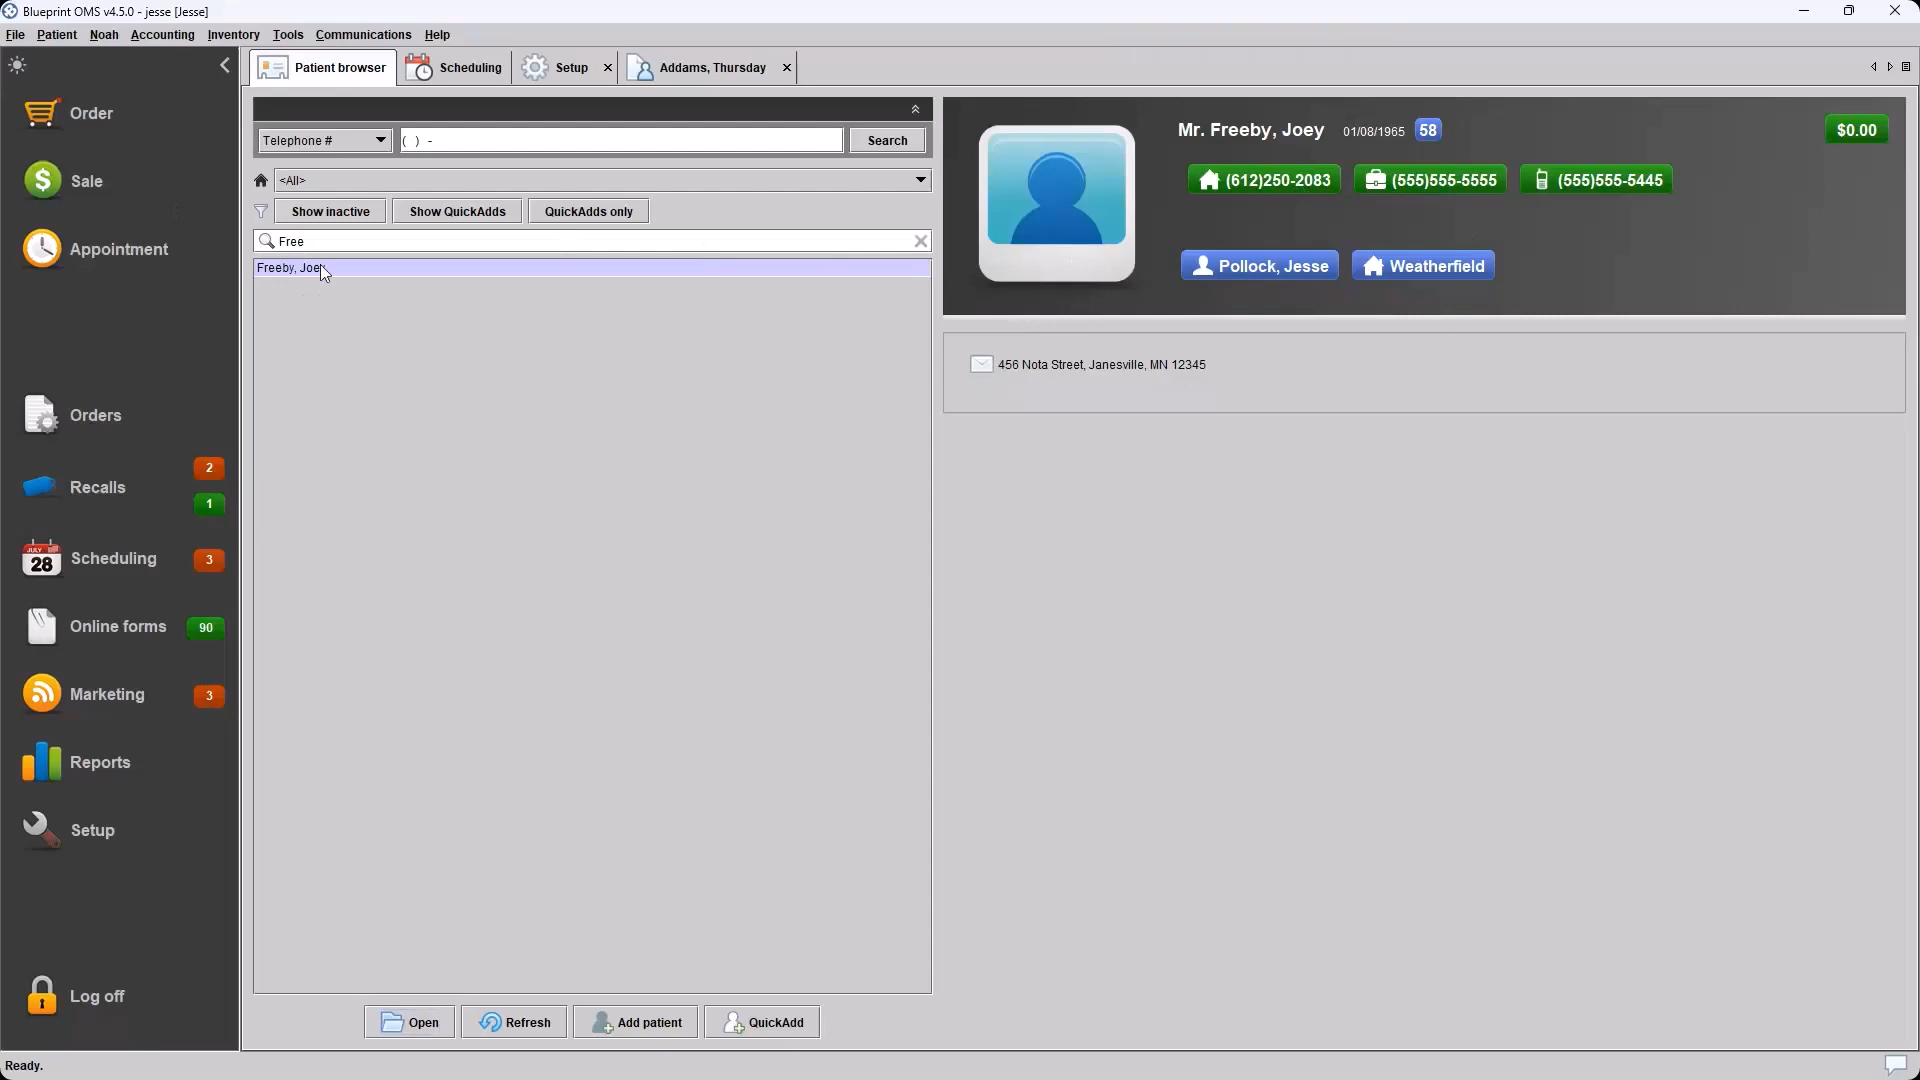 Blueprint OMS v4.5.0 - jesse [Jesse]
File Patient Noah Accounting Inventory Tools Communications Help
Patient browser Scheduling Setup Addams, Thursday
Order
Sale
Appointment
Orders
Recalls 2 1
JULY 28 Scheduling 3
Online forms 90
Marketing 3
Reports
Setup
Log off
Telephone # ( ) - Search
<All>
Show inactive Show QuickAdds QuickAdds only
Free
Freeby, Joey
Open Refresh Add patient QuickAdd
Mr. Freeby, Joey 01/08/1965 58 $0.00
(612)250-2083 (555)555-5555 (555)555-5445
Pollock, Jesse Weatherfield
456 Nota Street, Janesville, MN 12345
Ready.